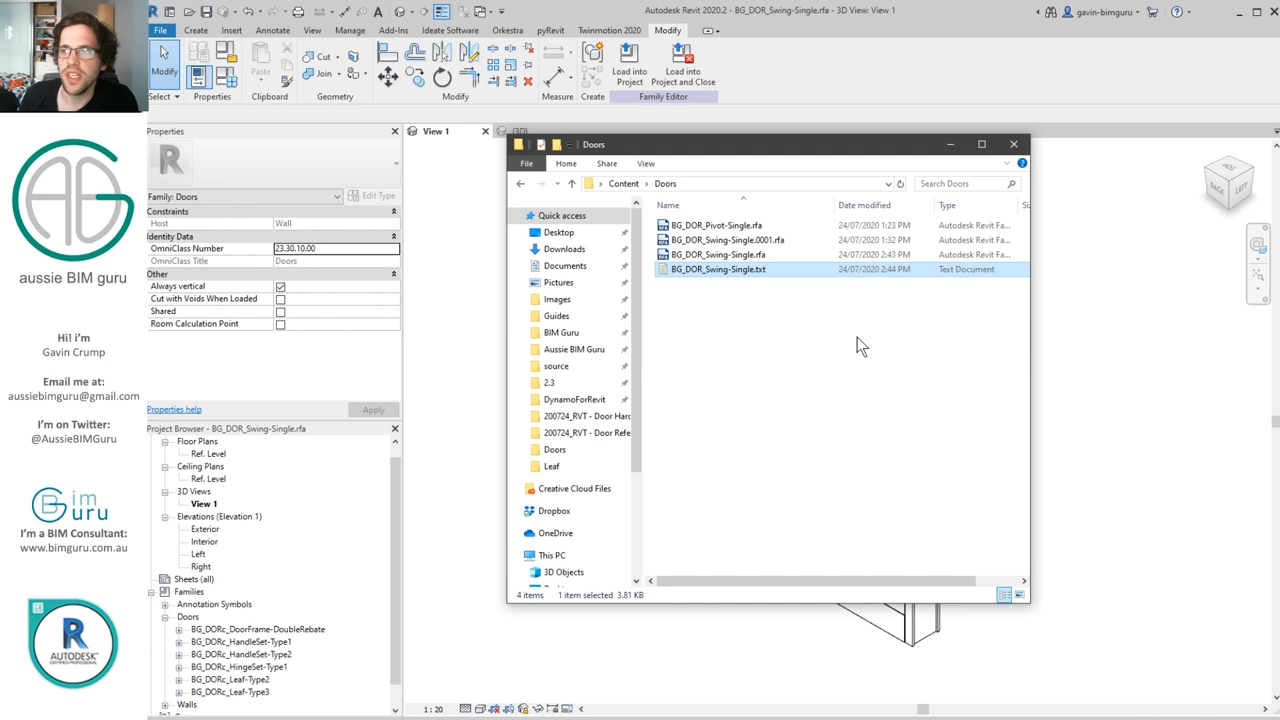 Autodesk Revit 2020.2 - BG_DOR_Swing-Single.rfa - 3D View: View 1
gavin-bimguru
File Create Insert Annotate View Manage Add-Ins Ideate Software Orkestra pyRevit Twinmotion 2020 Modify
Modify
Paste
Cut
Join
Load into Project
Load into Project and Close
Select Properties Clipboard Geometry Modify Measure Create Family Editor
Properties
View 1
{3D}
Family: Doors
Edit Type
Constraints
Host Wall
Identity Data
OmniClass Number 23.30.10.00
OmniClass Title Doors
Other
Always vertical
Cut with Voids When Loaded
Shared
Room Calculation Point
Properties help
Apply
Project Browser - BG_DOR_Swing-Single.rfa
Floor Plans
Ref. Level
Ceiling Plans
Ref. Level
3D Views
View 1
Elevations (Elevation 1)
Exterior
Interior
Left
Right
Sheets (all)
Families
Annotation Symbols
Doors
BG_DORc_DoorFrame-DoubleRebate
BG_DORc_HandleSet-Type1
BG_DORc_HandleSet-Type2
BG_DORc_HingeSet-Type1
BG_DORc_Leaf-Type2
BG_DORc_Leaf-Type3
Walls
1 : 20
Doors
File Home Share View
Content Doors
Search Doors
Name Date modified Type
BG_DOR_Pivot-Single.rfa 24/07/2020 1:23 PM Autodesk Revit Fa...
BG_DOR_Swing-Single.0001.rfa 24/07/2020 1:32 PM Autodesk Revit Fa...
BG_DOR_Swing-Single.rfa 24/07/2020 2:43 PM Autodesk Revit Fa...
BG_DOR_Swing-Single.txt 24/07/2020 2:44 PM Text Document
Quick access
Desktop
Downloads
Documents
Pictures
Images
Guides
BIM Guru
Aussie BIM Guru
source
2.3
DynamoForRevit
200724_RVT - Door Hard
200724_RVT - Door Refe
Doors
Leaf
Creative Cloud Files
Dropbox
OneDrive
This PC
3D Objects
4 items 1 item selected 3.81 KB
BACK
aussie BIM guru
Hi! i'm
Gavin Crump
Email me at:
aussiebimguru@gmail.com
I'm on Twitter:
@AussieBIMGuru
Bim Guru
I'm a BIM Consultant:
www.bimguru.com.au
R
AUTODESK
CERTIFIED PROFESSIONAL